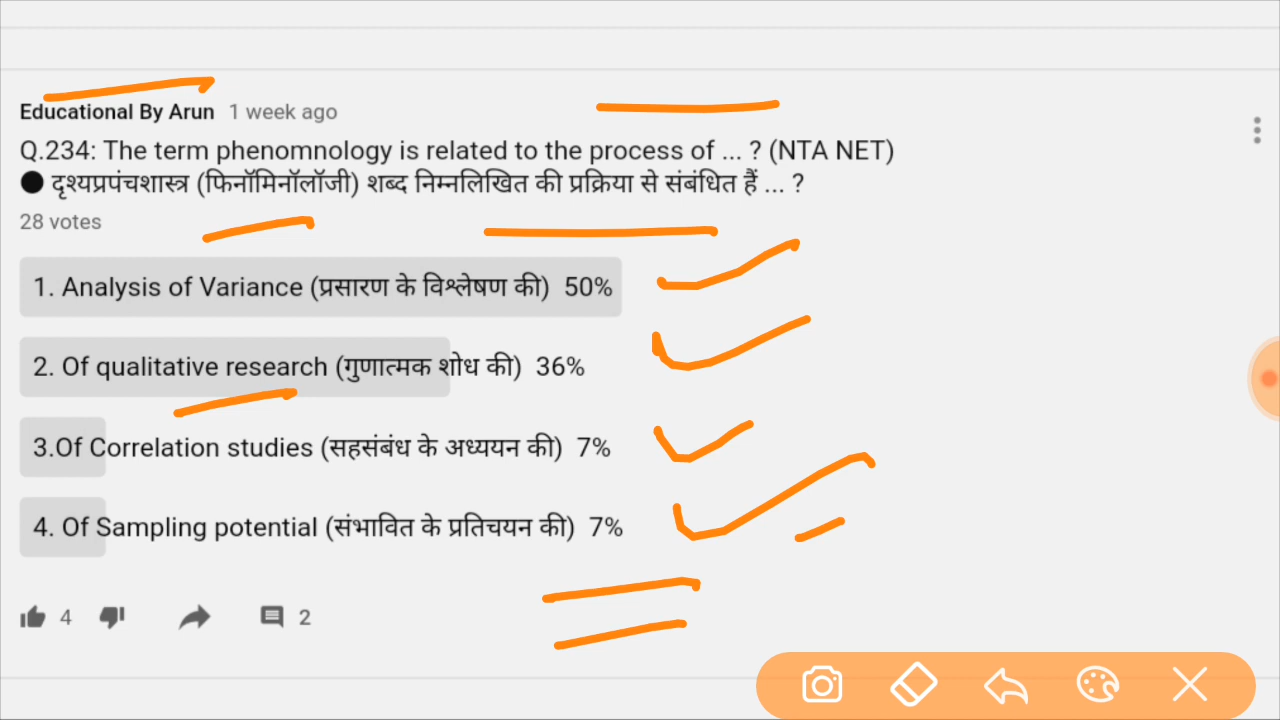 Educational By Arun 1 week ago
Q.234: The term phenomnology is related to the process of ... ? (NTA NET)
● दृश्यप्रपंचशास्त्र (फिनॉमिनॉलॉजी) शब्द निम्नलिखित की प्रक्रिया से संबंधित हैं ... ?
28 votes
1. Analysis of Variance (प्रसारण के विश्लेषण की) 50%
2. Of qualitative research (गुणात्मक शोध की) 36%
3.Of Correlation studies (सहसंबंध के अध्ययन की) 7%
4. Of Sampling potential (संभावित के प्रतिचयन की) 7%
4 2